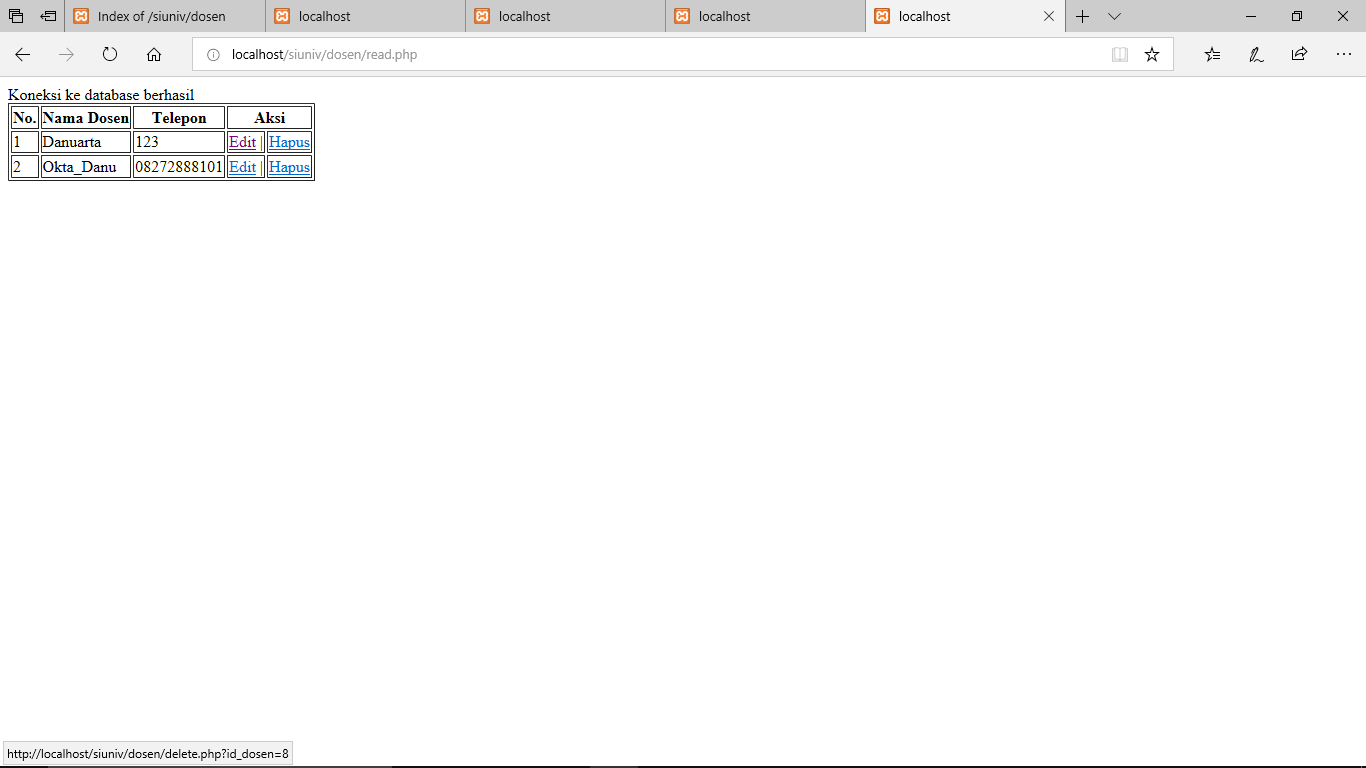 Index of /siuniv/dosen localhost localhost localhost localhost
localhost/siuniv/dosen/read.php
Koneksi ke database berhasil
No. Nama Dosen Telepon Aksi
1 Danuarta 123 Edit | Hapus
2 Okta_Danu 08272888101 Edit | Hapus
http://localhost/siuniv/dosen/delete.php?id_dosen=8